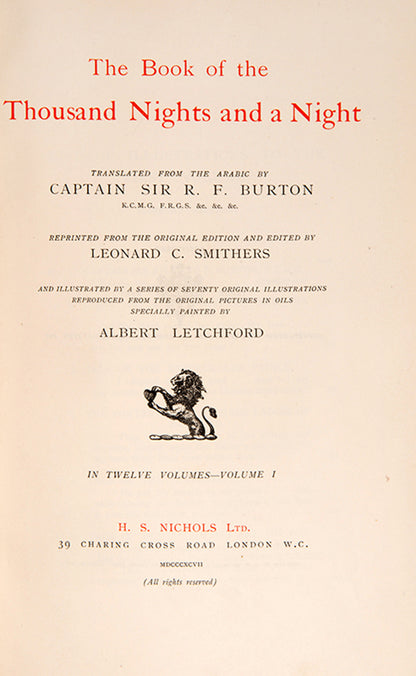 The Book of the
Thousand Nights and a Night
TRANSLATED FROM THE ARABIC BY
CAPTAIN SIR R. F. BURTON
K.C.M.G. F.R.G.S. &c. &c. &c.
REPRINTED FROM THE ORIGINAL EDITION AND EDITED BY
LEONARD C. SMITHERS
AND ILLUSTRATED BY A SERIES OF SEVENTY ORIGINAL ILLUSTRATIONS
REPRODUCED FROM THE ORIGINAL PICTURES IN OILS
SPECIALLY PAINTED BY
ALBERT LETCHFORD
IN TWELVE VOLUMES—VOLUME I
H. S. NICHOLS LTD.
39 CHARING CROSS ROAD LONDON W.C.
MDCCCXCVII
(All rights reserved)